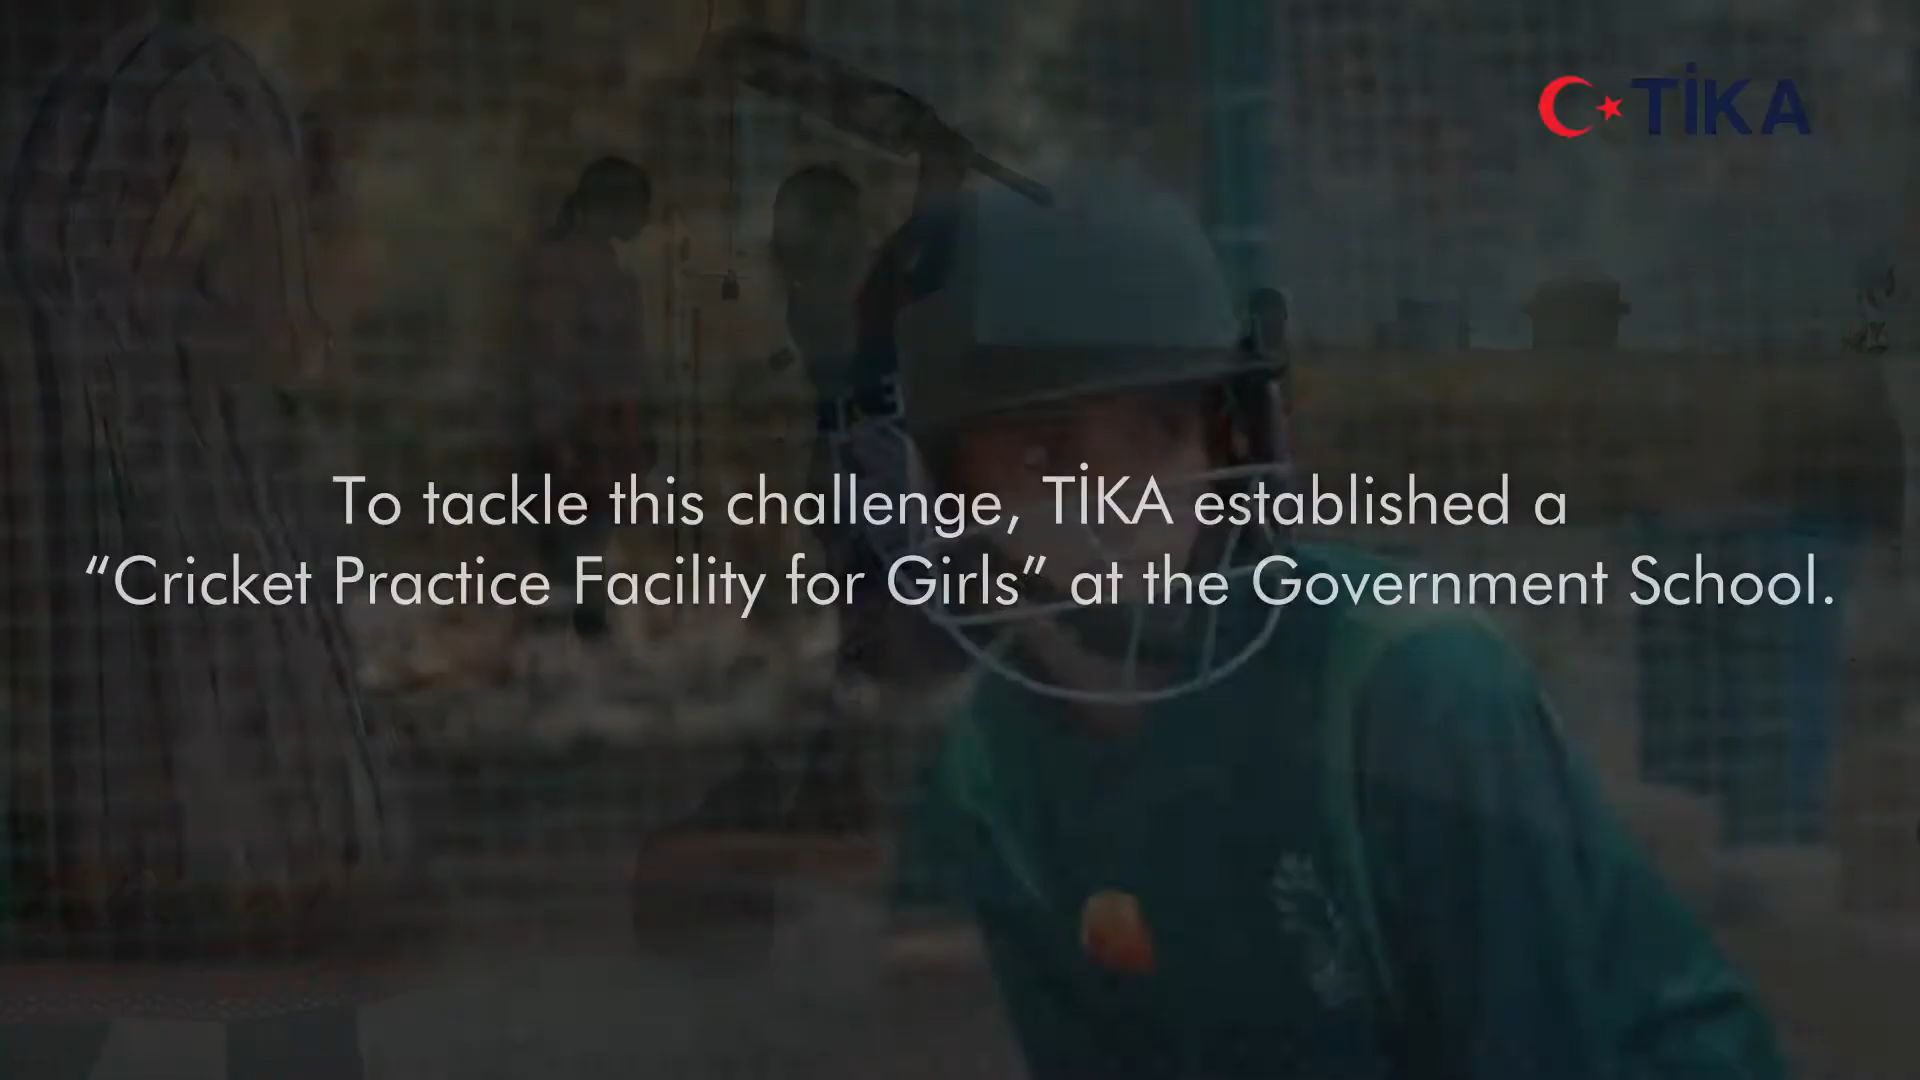 TİKA
To tackle this challenge, TİKA established a
“Cricket Practice Facility for Girls” at the Government School.